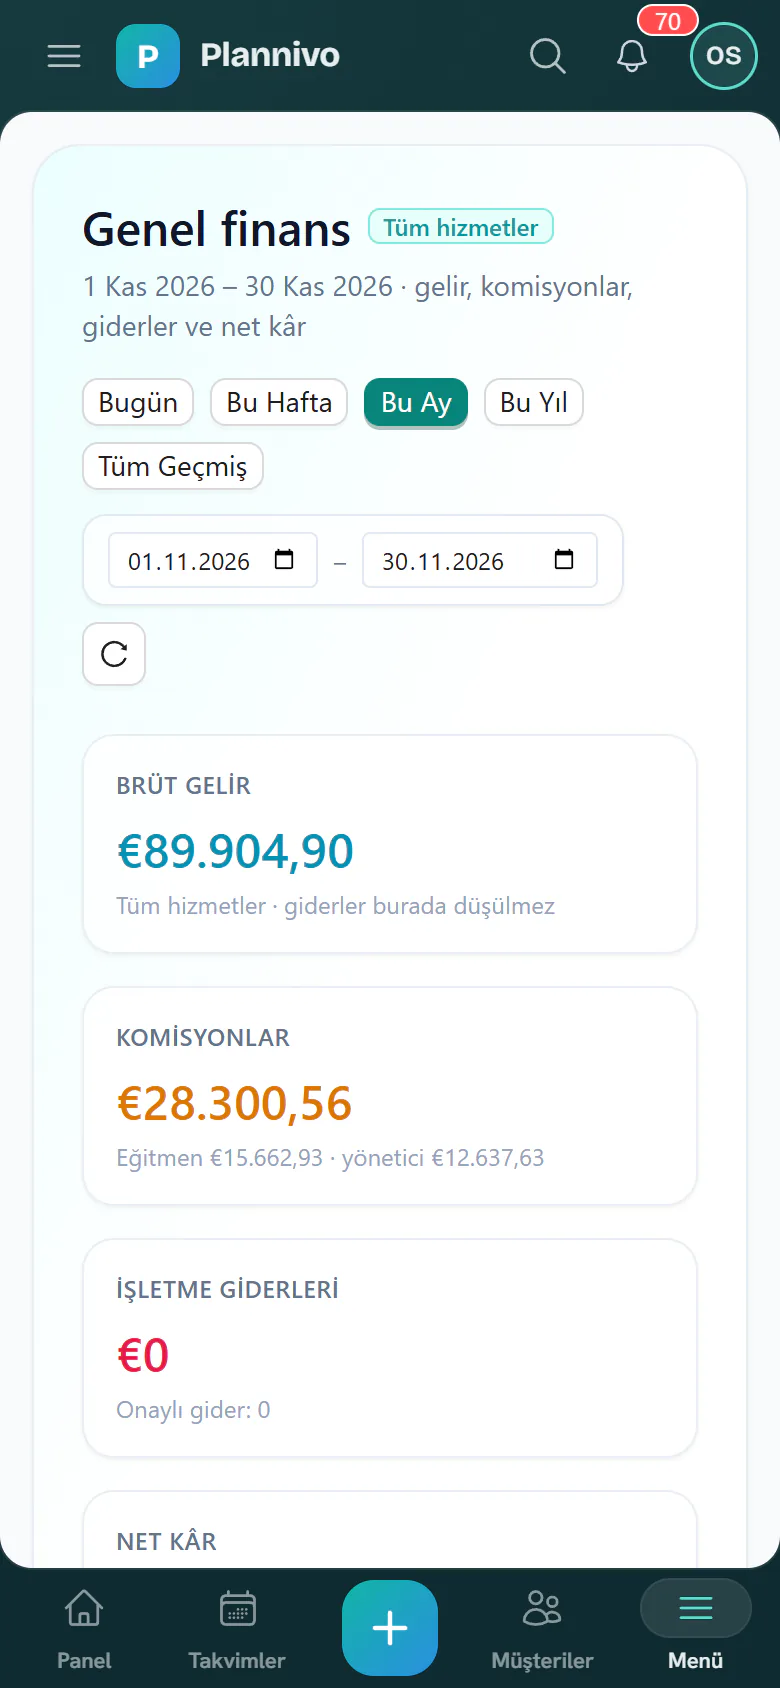 P Plannivo 70 OS
Genel finans Tüm hizmetler
1 Kas 2026 – 30 Kas 2026 · gelir, komisyonlar,
giderler ve net kâr
Bugün Bu Hafta Bu Ay Bu Yıl
Tüm Geçmiş
01.11.2026 – 30.11.2026
BRÜT GELİR
€89.904,90
Tüm hizmetler · giderler burada düşülmez
KOMİSYONLAR
€28.300,56
Eğitmen €15.662,93 · yönetici €12.637,63
İŞLETME GİDERLERİ
€0
Onaylı gider: 0
NET KÂR
Panel Takvimler Müşteriler Menü